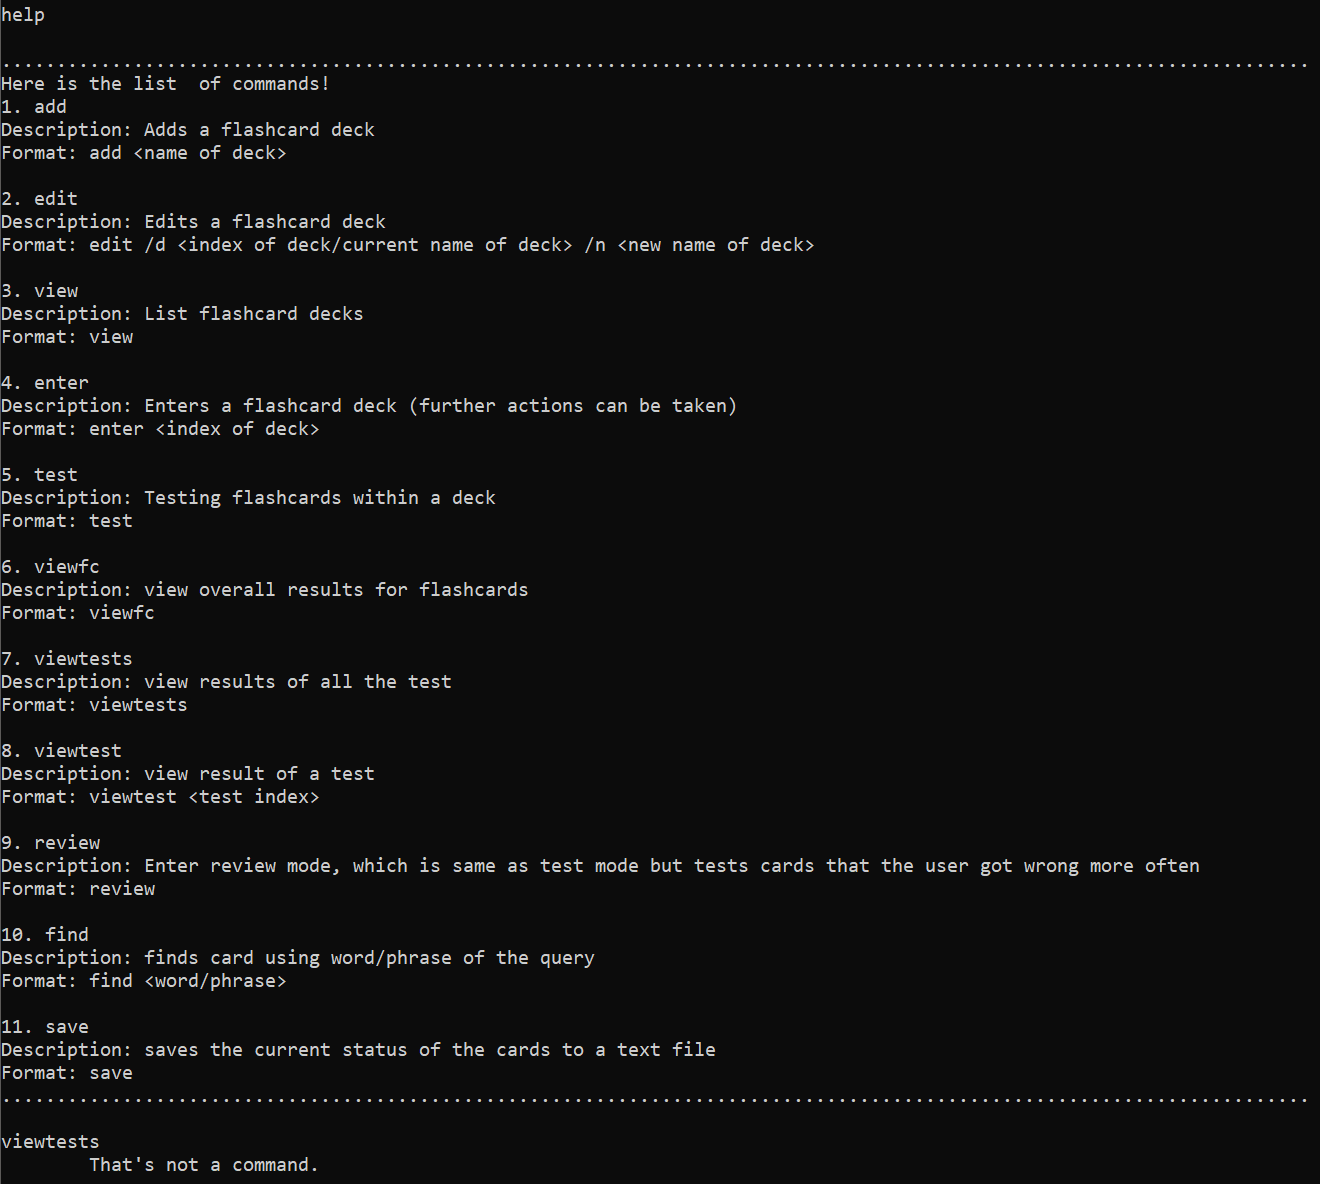 help
.......................................................................................................................
Here is the list  of commands!
1. add
Description: Adds a flashcard deck
Format: add <name of deck>
2. edit
Description: Edits a flashcard deck
Format: edit /d <index of deck/current name of deck> /n <new name of deck>
3. view
Description: List flashcard decks
Format: view
4. enter
Description: Enters a flashcard deck (further actions can be taken)
Format: enter <index of deck>
5. test
Description: Testing flashcards within a deck
Format: test
6. viewfc
Description: view overall results for flashcards
Format: viewfc
7. viewtests
Description: view results of all the test
Format: viewtests
8. viewtest
Description: view result of a test
Format: viewtest <test index>
9. review
Description: Enter review mode, which is same as test mode but tests cards that the user got wrong more often
Format: review
10. find
Description: finds card using word/phrase of the query
Format: find <word/phrase>
11. save
Description: saves the current status of the cards to a text file
Format: save
.......................................................................................................................
viewtests
        That's not a command.